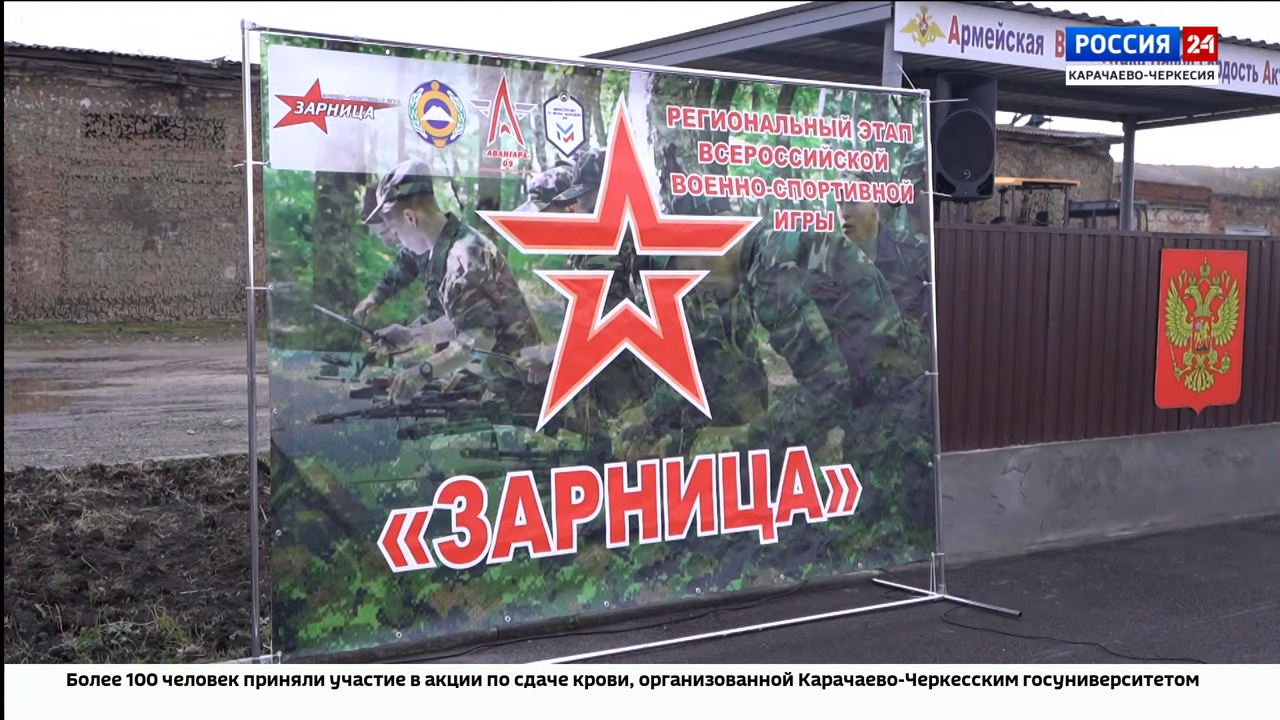 Армейская
РОССИЯ 24
КАРАЧАЕВО-ЧЕРКЕСИЯ
ЗАРНИЦА
АВАНГАРД
09
РЕГИОНАЛЬНЫЙ ЭТАП
ВСЕРОССИЙСКОЙ
ВОЕННО-СПОРТИВНОЙ
ИГРЫ
«ЗАРНИЦА»
Более 100 человек приняли участие в акции по сдаче крови, организованной Карачаево-Черкесским госуниверситетом